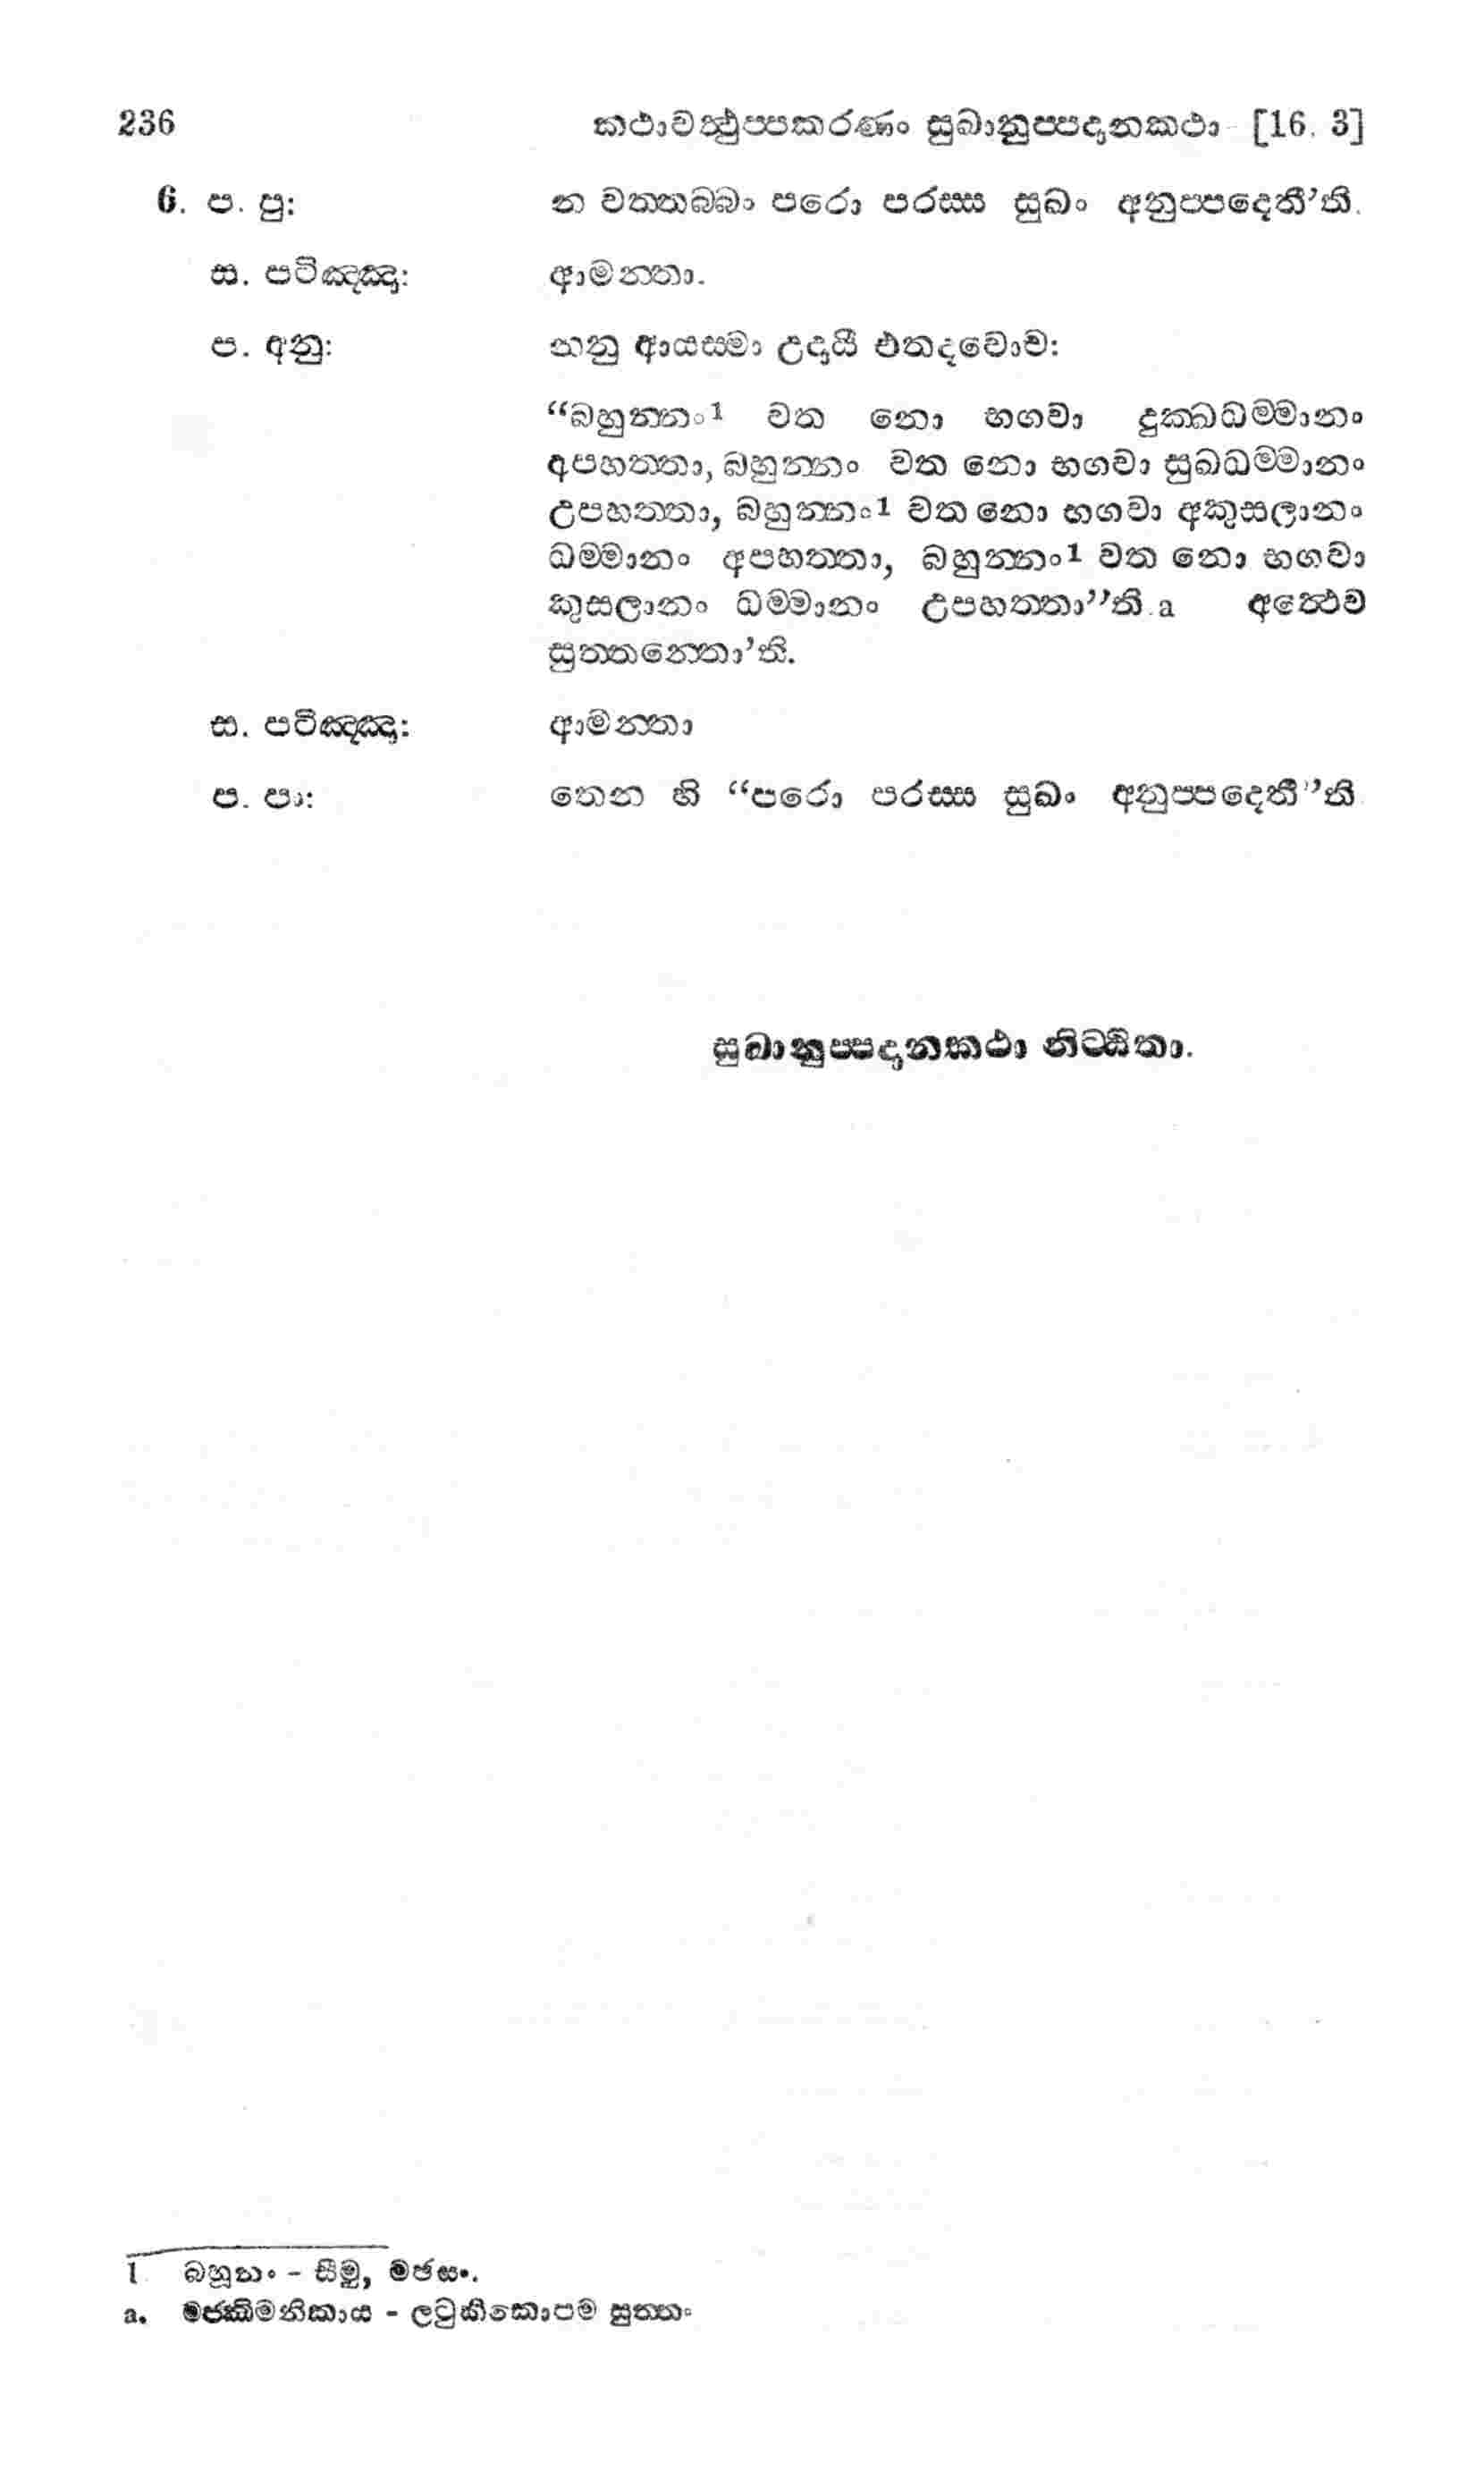 236 කථාවත්ථුප්පකරණං සුඛානුප්පදානකථා [16. 3]
6. ප. පු: න වත්තබ්බං පරො පරස්ස සුඛං අනුප්පදෙතී’ති.
ස. පටිඤ්ඤා: ආමන්තා.
ප. අනු: නනු ආයස්මා උදායී එතදවොච:
“බහුන්නං1 වත නො භගවා දුක්ඛධම්මානං
අපහත්තා, බහුන්නං වත නො භගවා සුඛධම්මානං
උපහත්තා, බහුන්නං1 වත නො භගවා අකුසලානං
ධම්මානං අපහත්තා, බහුන්නං1 වත නො භගවා
කුසලානං ධම්මානං උපහත්තා”ති.a අත්ථෙව
සුත්තන්තො’ති.
ස. පටිඤ්ඤා: ආමන්තා
ප. පා: තෙන හි “පරො පරස්ස සුඛං අනුප්පදෙතී”ති
සුඛානුප්පදානකථා නිට්ඨිතා.
1 බහූනං - සීමු, මඡසං.
a. මජ්ඣිමනිකාය - ලටුකිකොපම සුත්තං